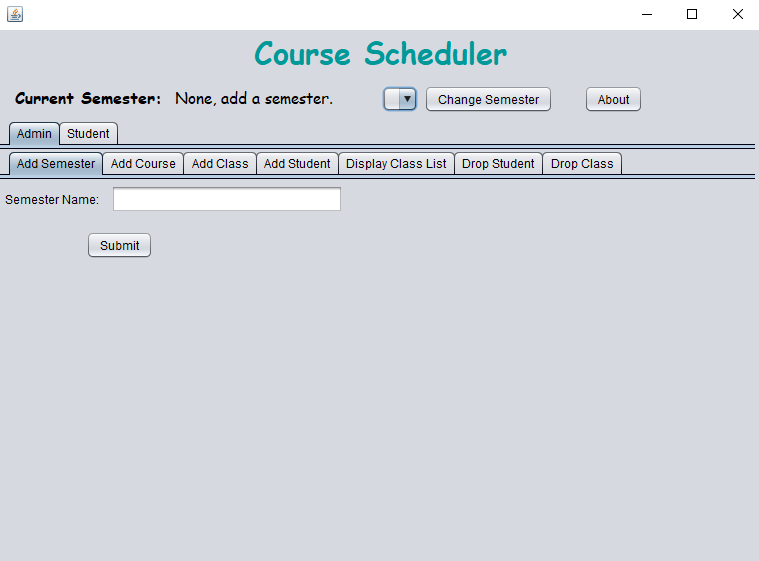 Course Scheduler
Current Semester: None, add a semester. Change Semester About
Admin Student
Add Semester Add Course Add Class Add Student Display Class List Drop Student Drop Class
Semester Name:
Submit